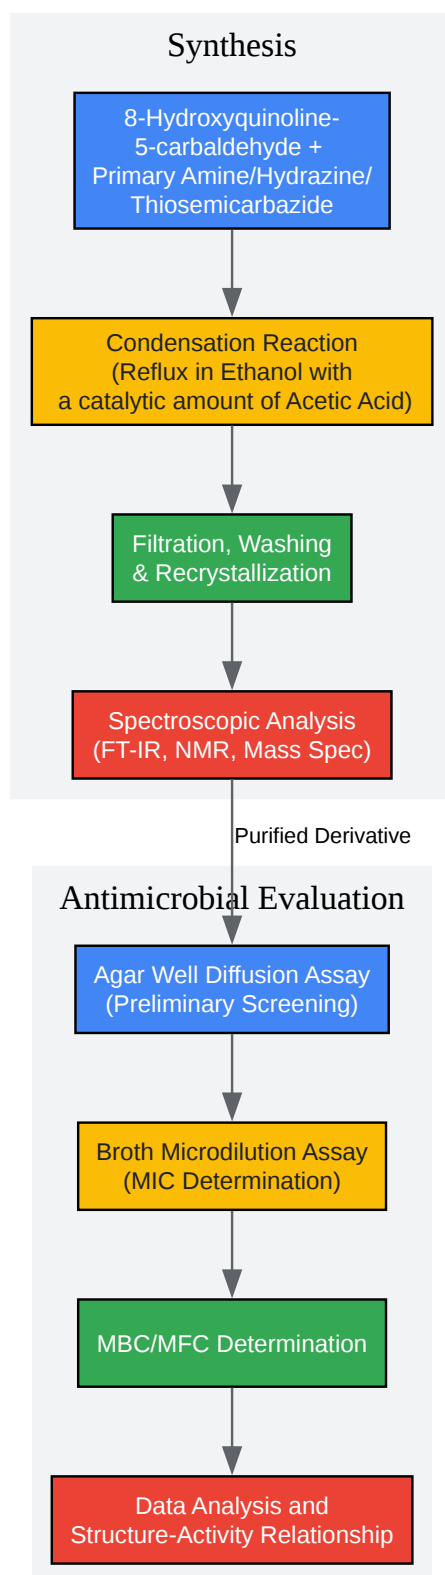 Synthesis
8-Hydroxyquinoline-
5-carbaldehyde +
Primary Amine/Hydrazine/
Thiosemicarbazide
Condensation Reaction
(Reflux in Ethanol with
a catalytic amount of Acetic Acid)
Filtration, Washing
& Recrystallization
Spectroscopic Analysis
(FT-IR, NMR, Mass Spec)
Purified Derivative
Antimicrobial Evaluation
Agar Well Diffusion Assay
(Preliminary Screening)
Broth Microdilution Assay
(MIC Determination)
MBC/MFC Determination
Data Analysis and
Structure-Activity Relationship